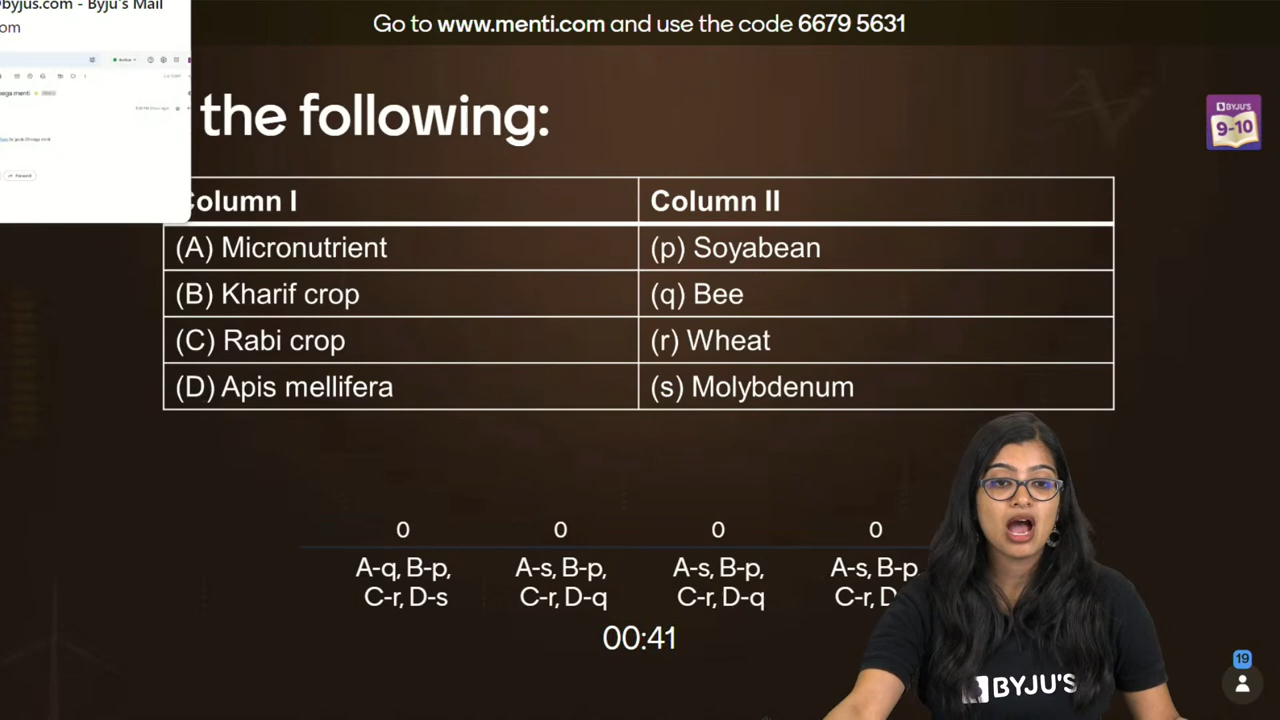 byjus.com - Byju's Mail
om
Go to www.menti.com and use the code 6679 5631
the following:
BYJU'S
9-10
Column I
Column II
(A) Micronutrient
(p) Soyabean
(B) Kharif crop
(q) Bee
(C) Rabi crop
(r) Wheat
(D) Apis mellifera
(s) Molybdenum
0
0
0
0
A-q, B-p,
C-r, D-s
A-s, B-p,
C-r, D-q
A-s, B-p,
C-r, D-q
A-s, B-p
C-r, D
00:41
BYJU'S
19